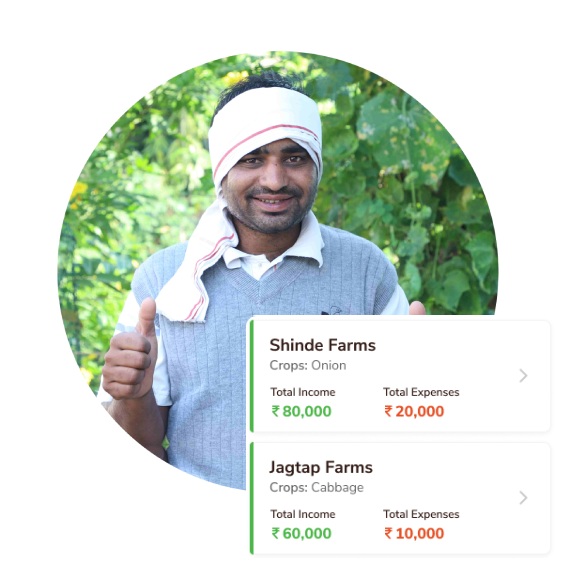 Shinde Farms
Crops: Onion
Total Income Total Expenses
₹ 80,000 ₹ 20,000
Jagtap Farms
Crops: Cabbage
Total Income Total Expenses
₹ 60,000 ₹ 10,000